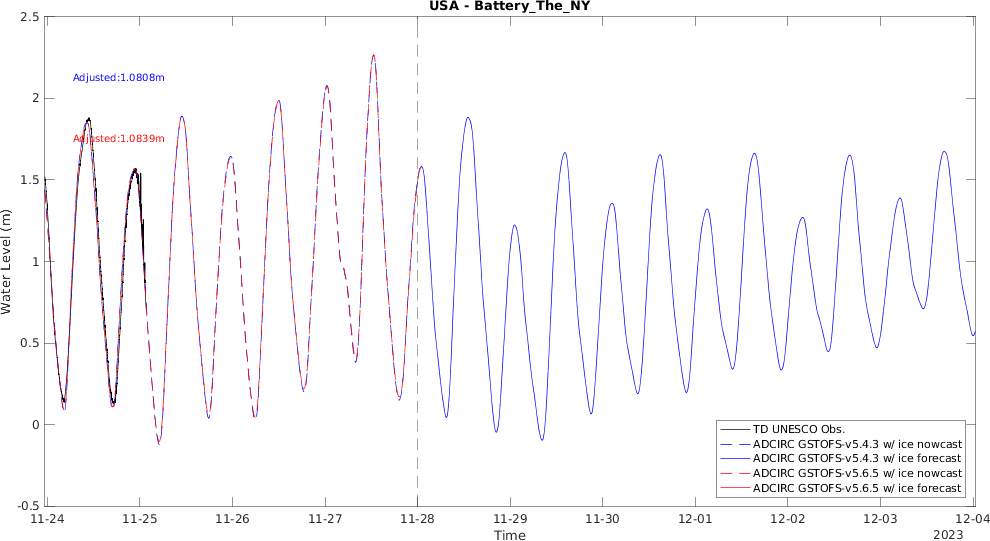 USA - Battery_The_NY
2.5
2
1.5
1
0.5
0
-0.5
Water Level (m)
Adjusted:1.0808m
Adjusted:1.0839m
TD UNESCO Obs.
ADCIRC GSTOFS-v5.4.3 w/ ice nowcast
ADCIRC GSTOFS-v5.4.3 w/ ice forecast
ADCIRC GSTOFS-v5.6.5 w/ ice nowcast
ADCIRC GSTOFS-v5.6.5 w/ ice forecast
11-24 11-25 11-26 11-27 11-28 11-29 11-30 12-01 12-02 12-03 12-04
Time
2023